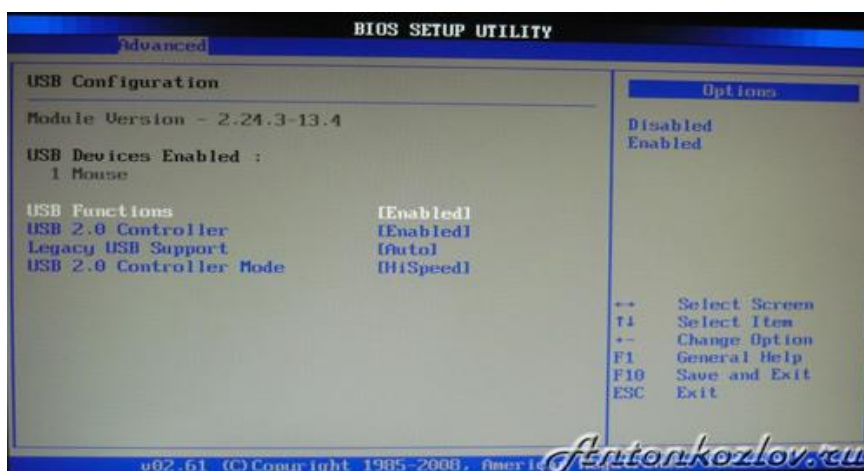 BIOS SETUP UTILITY
Advanced
USB Configuration
Module Version - 2.24.3-13.4
USB Devices Enabled :
1 Mouse
USB Functions [Enabled]
USB 2.0 Controller [Enabled]
Legacy USB Support [Auto]
USB 2.0 Controller Mode [HiSpeed]
Options
Disabled
Enabled
↔ Select Screen
↑↓ Select Item
+- Change Option
F1 General Help
F10 Save and Exit
ESC Exit
v02.61 (C)Copyright 1985-2008,
Antonkozlov.ru